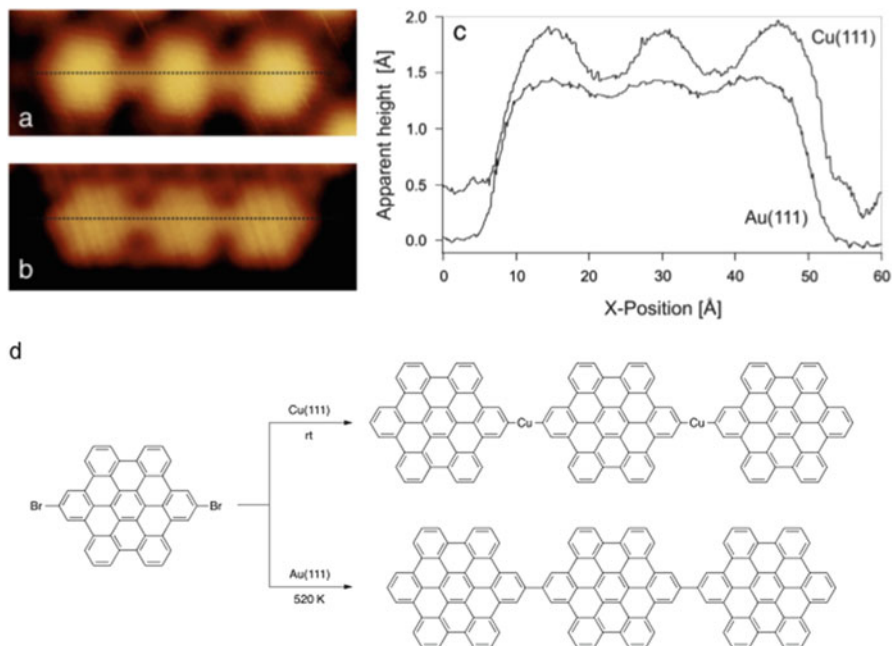 a
b
c
Apparent height [Å]
2.0
1.5
1.0
0.5
0.0
Cu(111)
Au(111)
0 10 20 30 40 50 60
X-Position [Å]
d
Br
Br
Cu(111)
rt
Cu
Cu
Au(111)
520 K